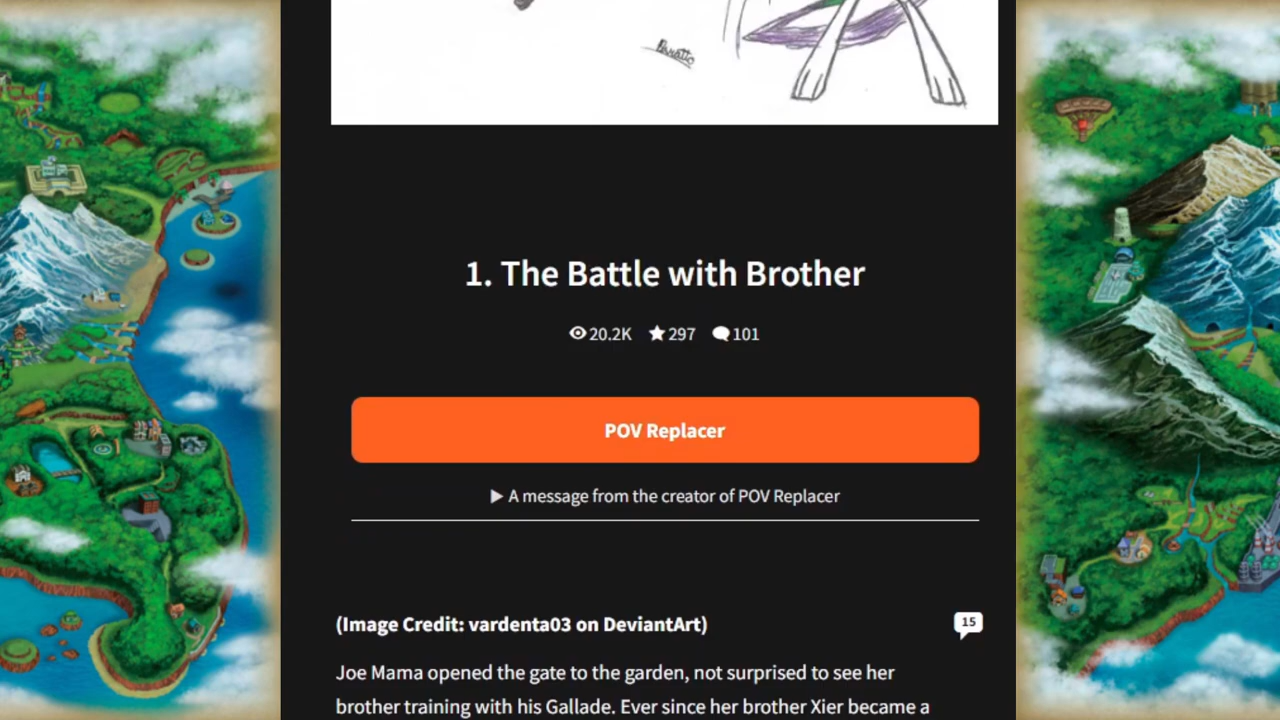 1. The Battle with Brother
20.2K 297 101
POV Replacer
▶ A message from the creator of POV Replacer
(Image Credit: vardenta03 on DeviantArt)
15
Joe Mama opened the gate to the garden, not surprised to see her
brother training with his Gallade. Ever since her brother Xier became a